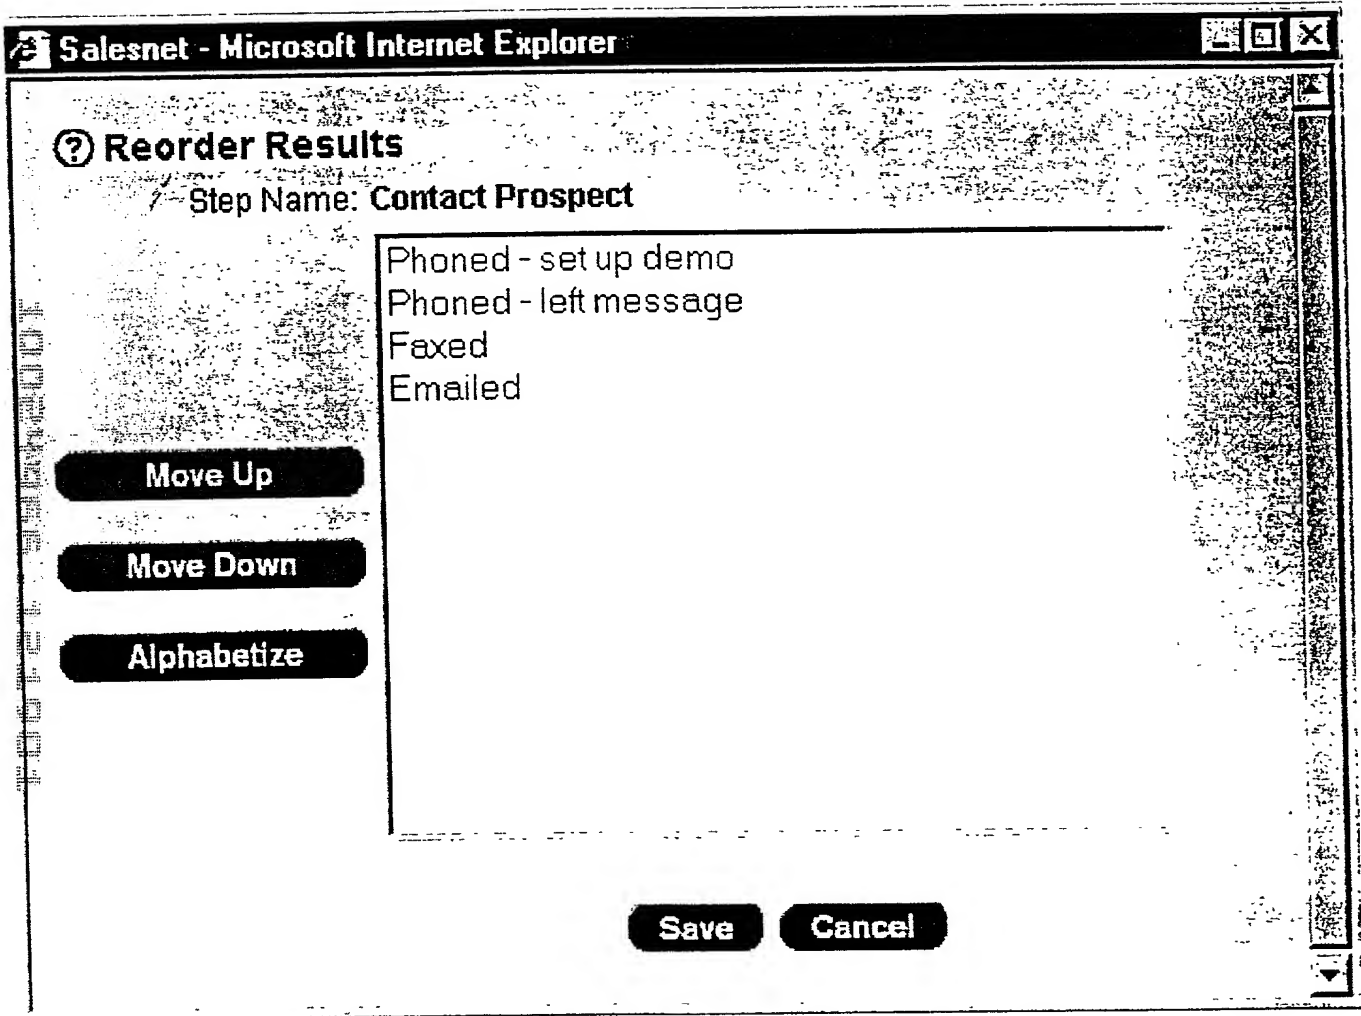 Salesnet - Microsoft Internet Explorer
? Reorder Results
Step Name: Contact Prospect
Phoned - set up demo
Phoned - left message
Faxed
Emailed
Move Up
Move Down
Alphabetize
Save Cancel